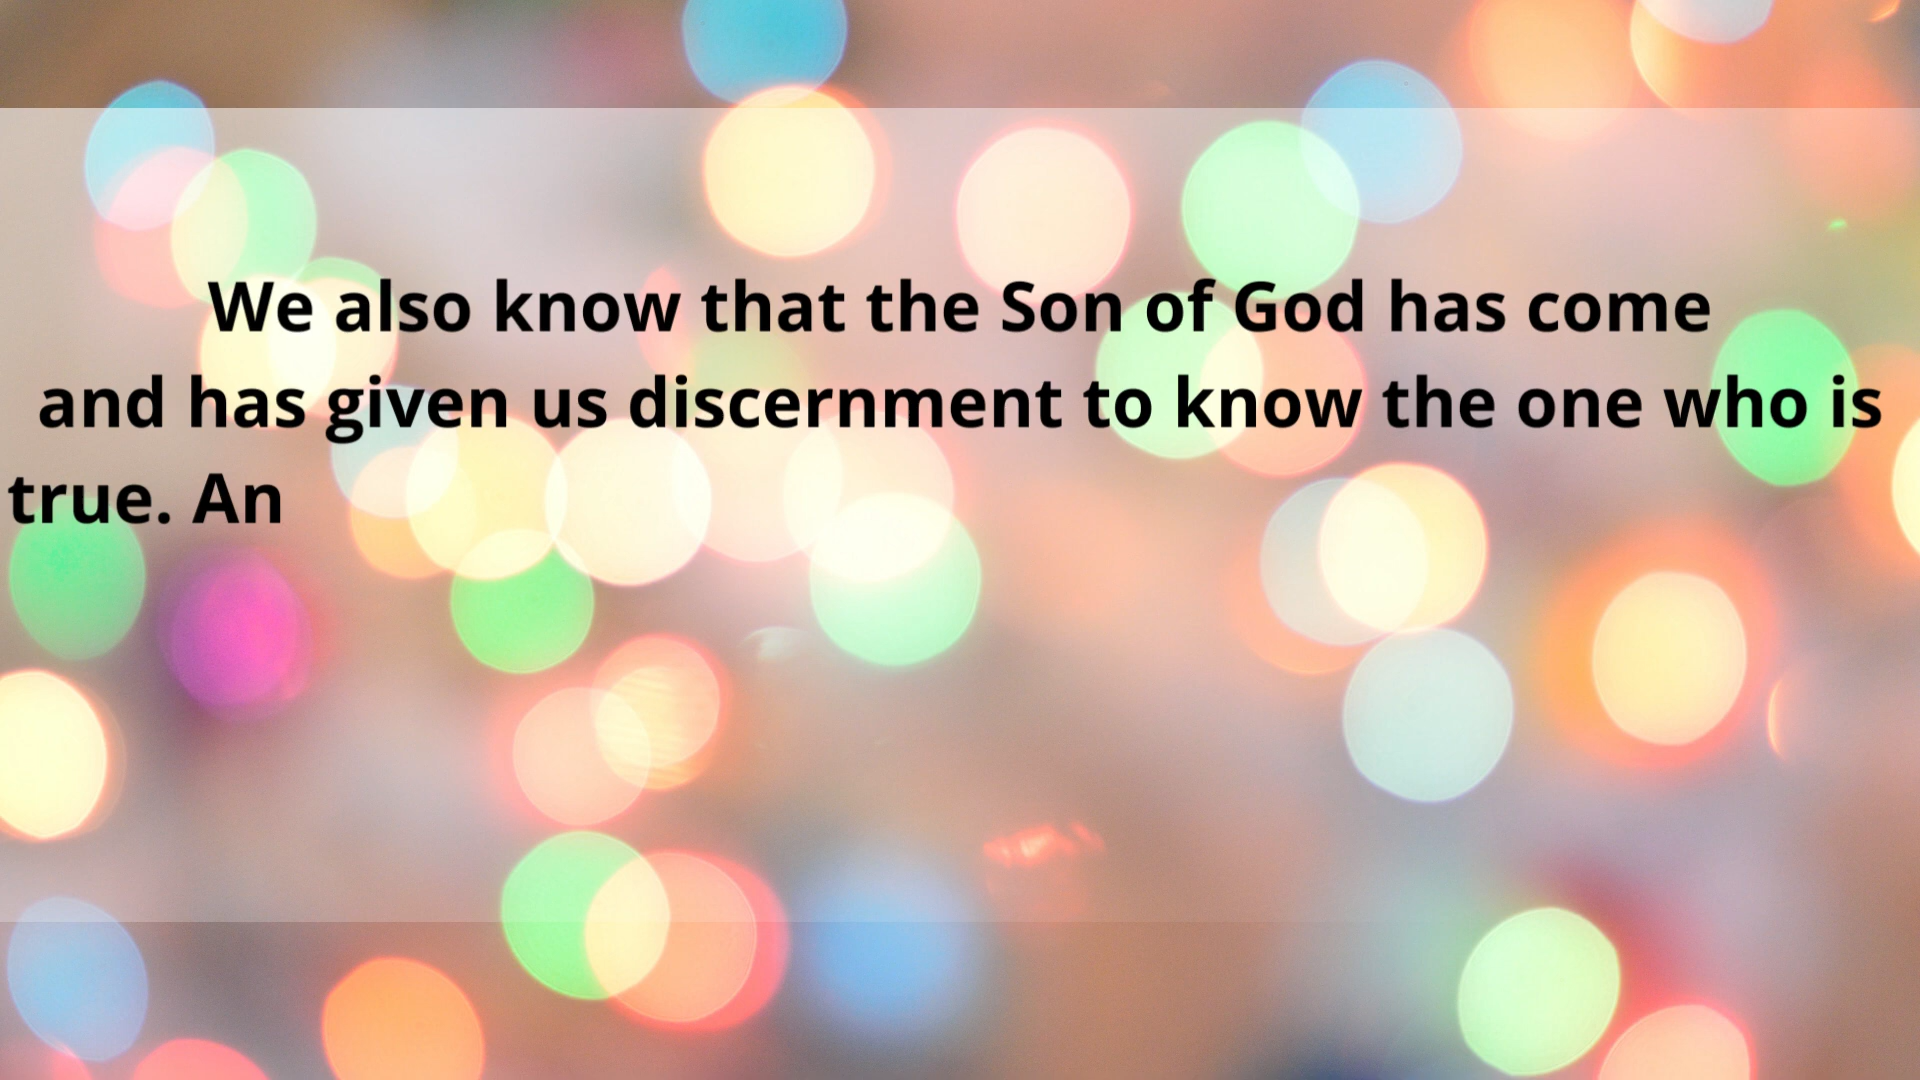 We also know that the Son of God has come
and has given us discernment to know the one who is
true. An